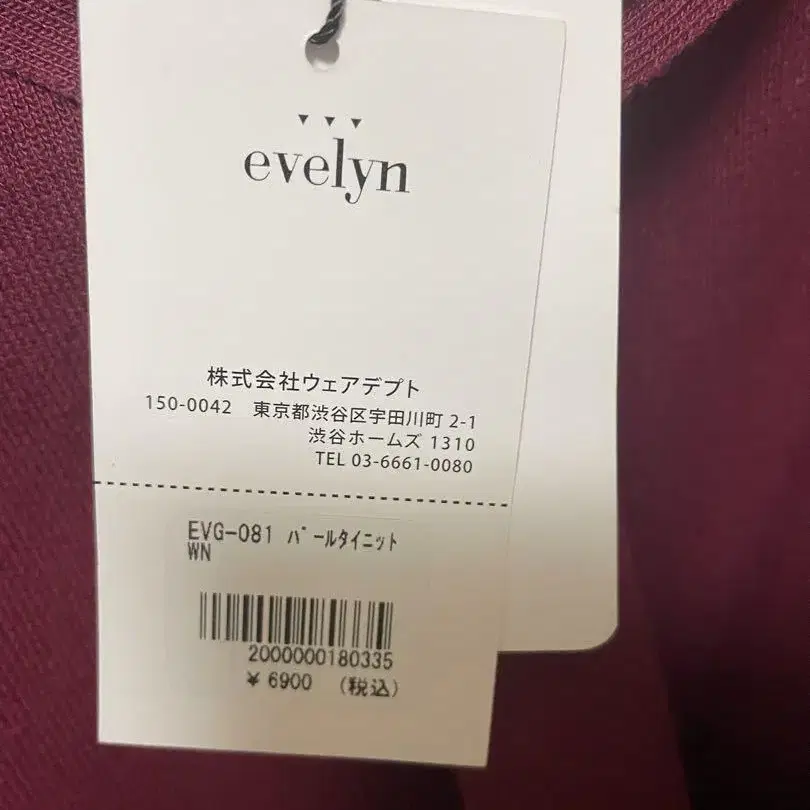 evelyn
株式会社ウェアデプト
150-0042 東京都渋谷区宇田川町 2-1
渋谷ホームズ 1310
TEL 03-6661-0080
EVG-081 パールタイニット
WN
2000000180335
¥ 6900 (税込)